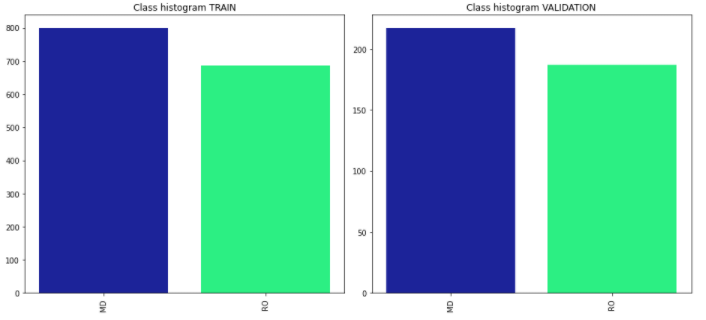 Class histogram TRAIN
800
700
600
500
400
300
200
100
0
MD
RO
Class histogram VALIDATION
200
150
100
50
0
MD
RO